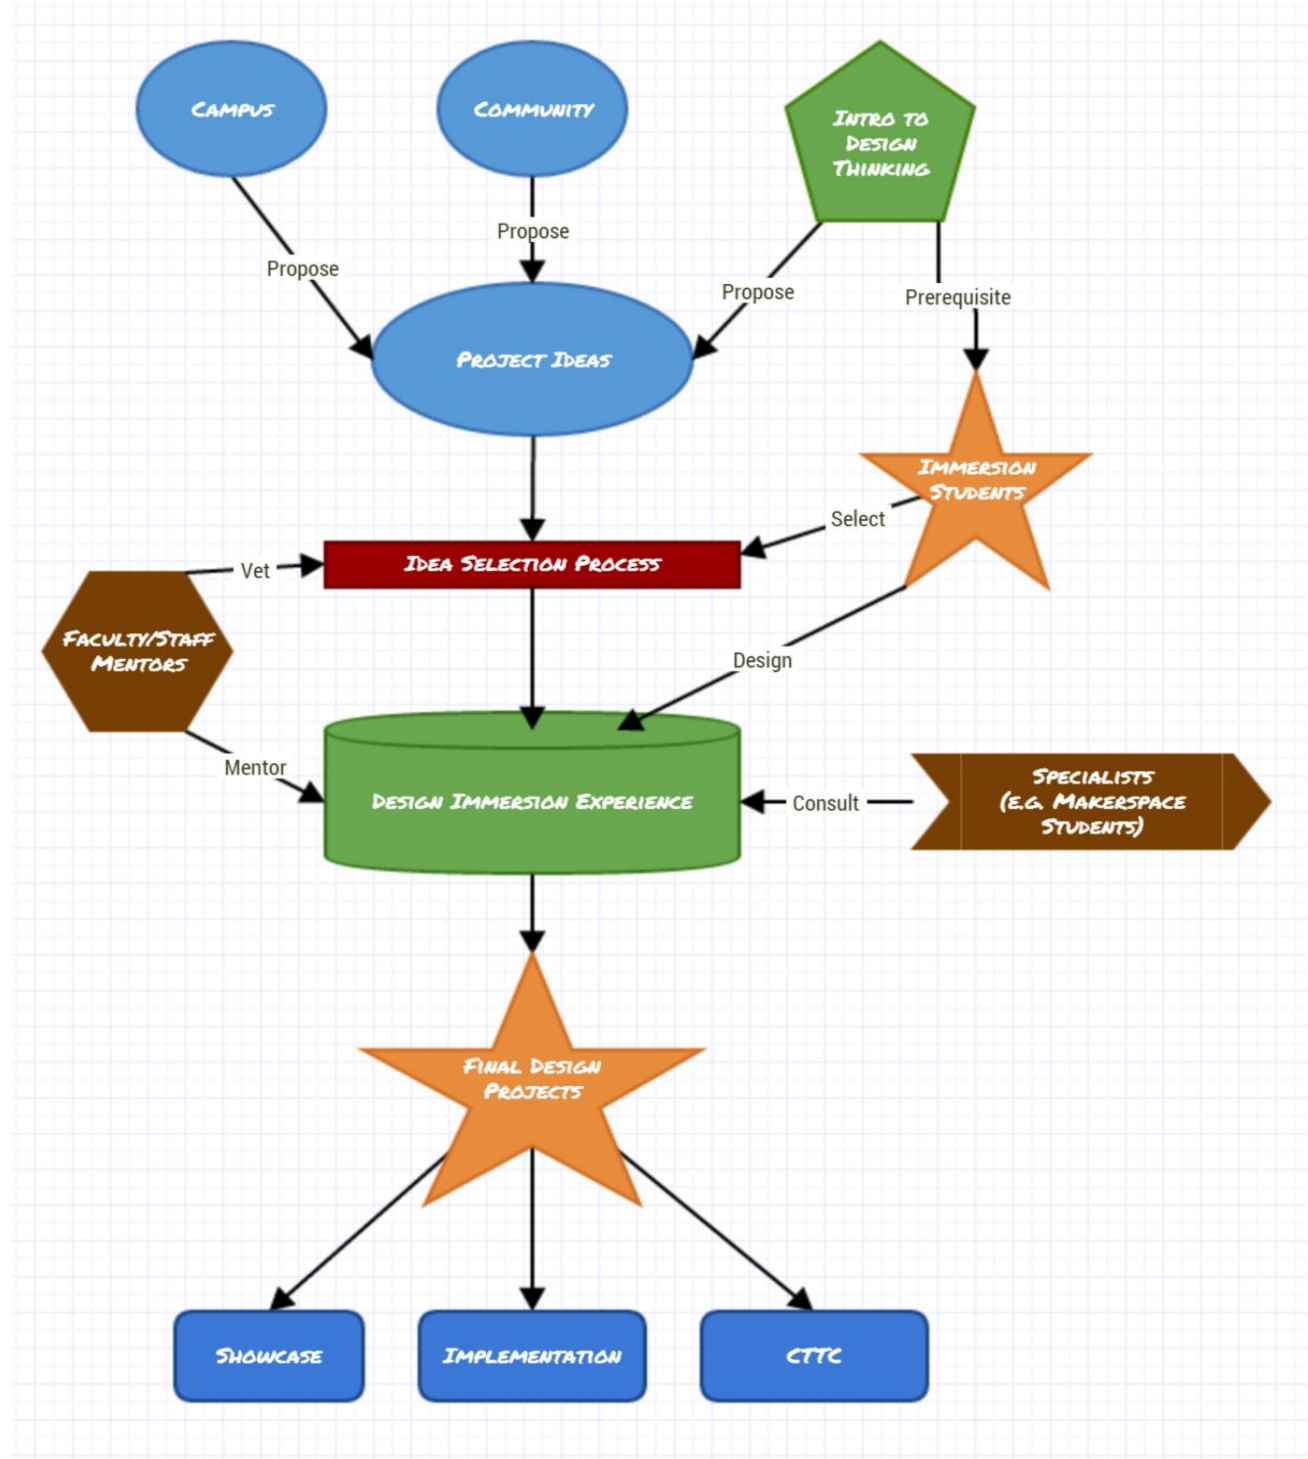 Campus
Community
Intro to
Design
Thinking
Propose
Propose
Propose
Prerequisite
Project Ideas
Immersion
Students
Select
Idea Selection Process
Vet
Faculty/Staff
Mentors
Design
Mentor
Design Immersion Experience
Consult
Specialists
(e.g. Makerspace
Students)
Final Design
Projects
Showcase
Implementation
CTTC